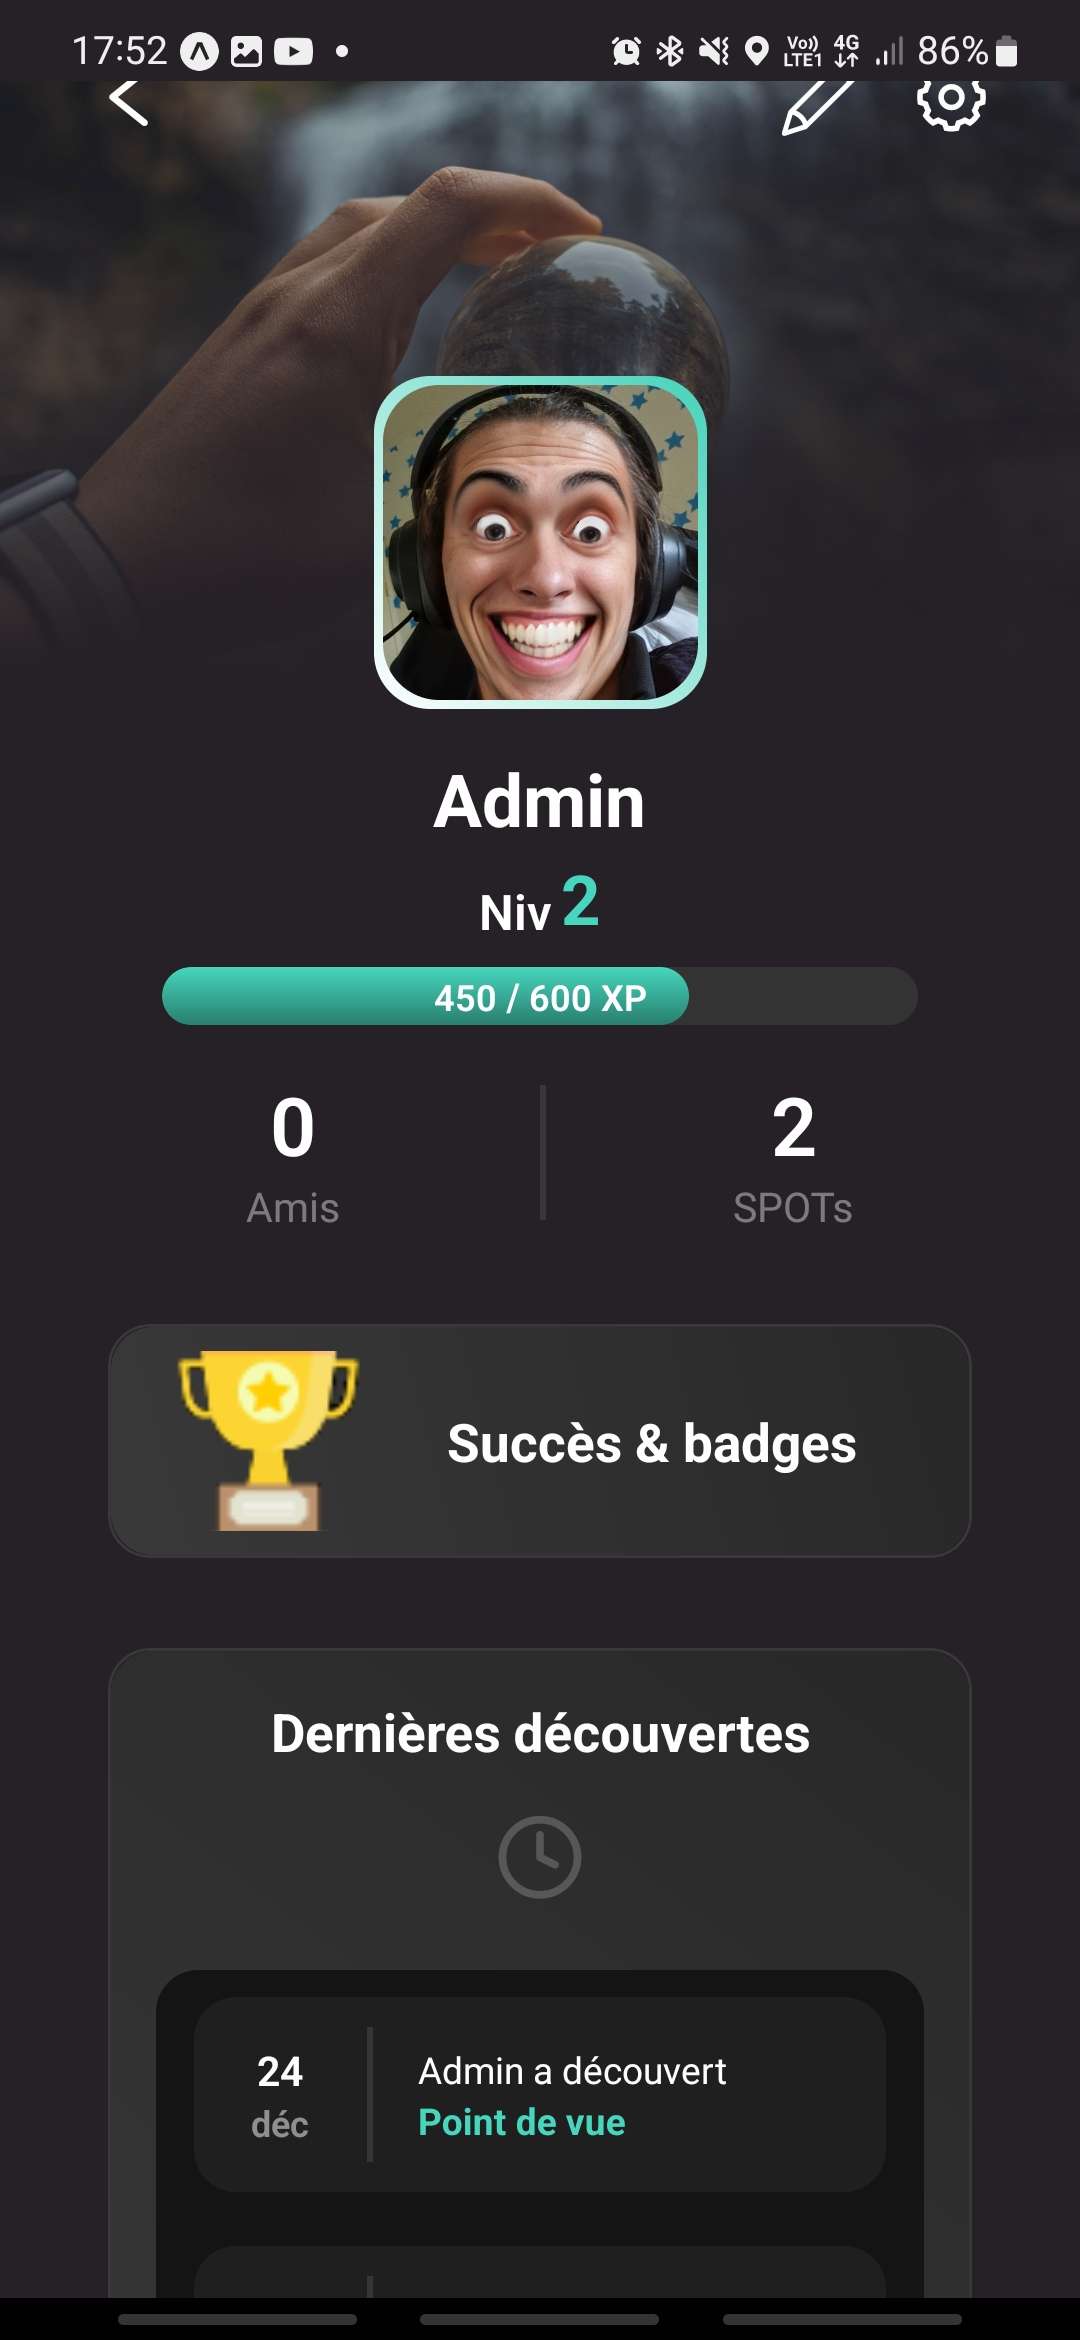 17:52
Vo)) 4G 86%
LTE1
Admin
Niv 2
450 / 600 XP
0
Amis
2
SPOTs
Succès & badges
Dernières découvertes
24
déc
Admin a découvert
Point de vue